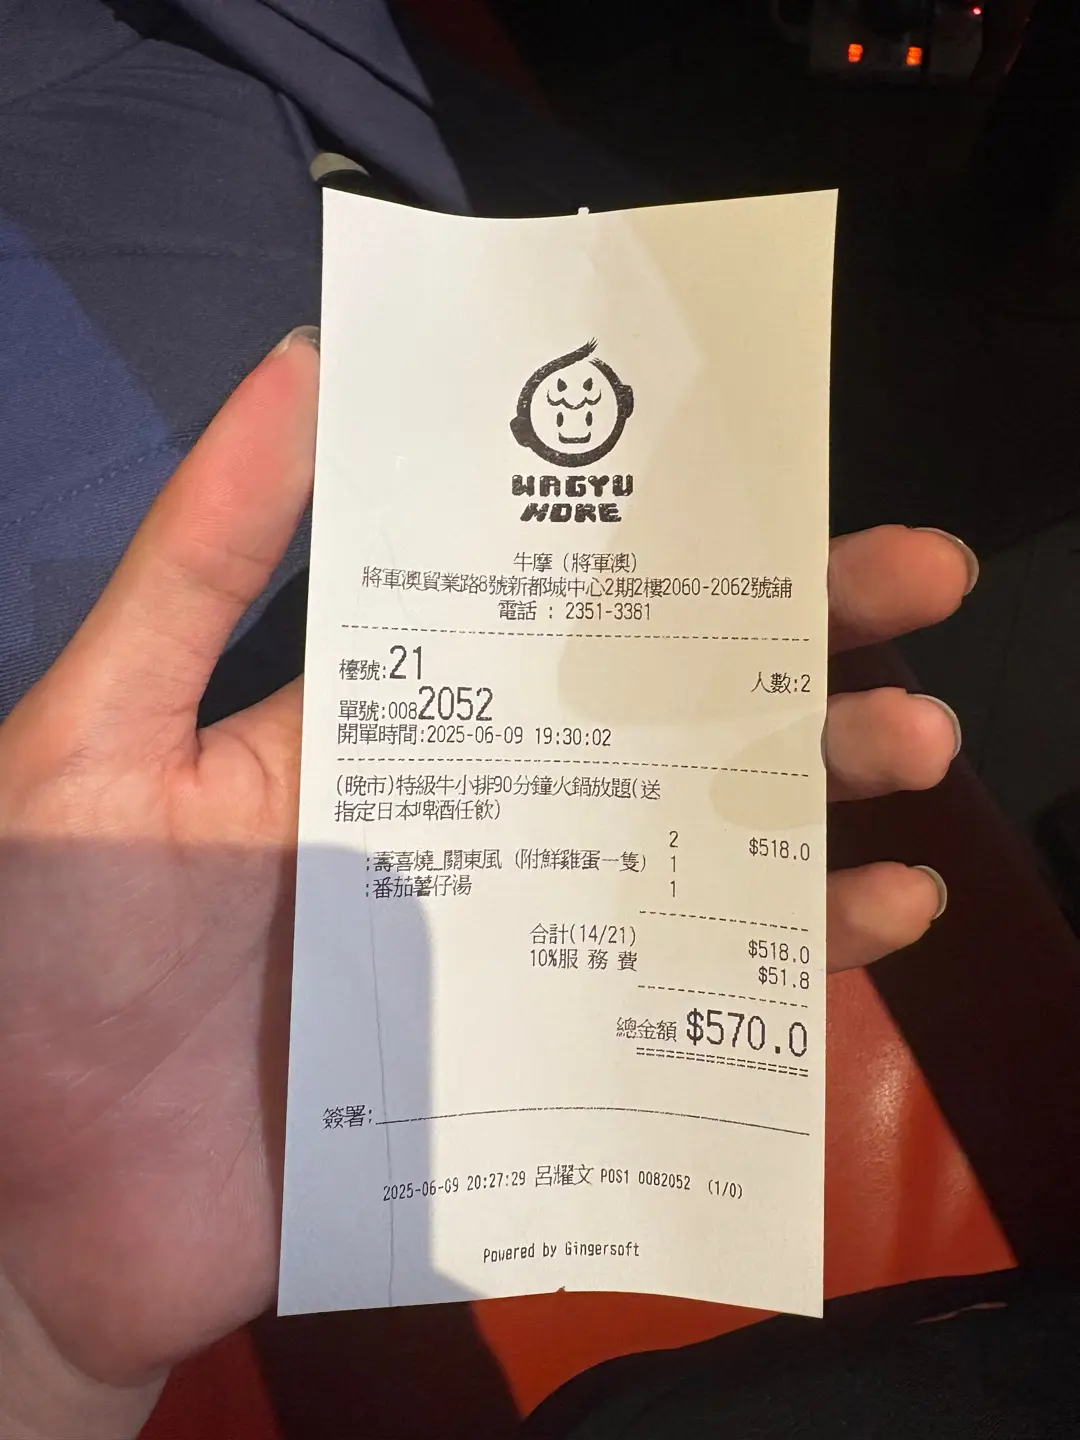 WAGYU
MORE
牛摩 (將軍澳)
將軍澳貿業路8號新都城中心2期2樓2060-2062號舖
電話 : 2351-3381
檯號:21
人數:2
單號:0082052
開單時間:2025-06-09 19:30:02
(晚市)特級牛小排90分鐘火鍋放題(送
指定日本啤酒任飲)
2 $518.0
;壽喜燒_關東風 (附鮮雞蛋一隻) 1
;番茄薯仔湯 1
合計(14/21) $518.0
10%服 務 費 $51.8
總金額 $570.0
簽署:
2025-06-09 20:27:29 呂耀文 POS1 0082052 (1/0)
Powered by Gingersoft